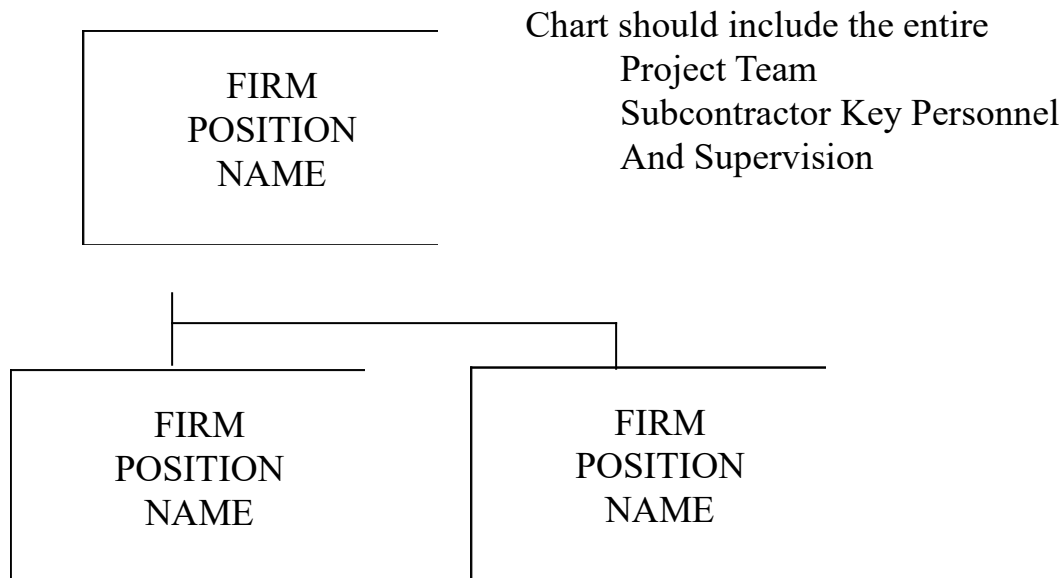 Chart should include the entire
Project Team
Subcontractor Key Personnel
And Supervision
FIRM
POSITION
NAME
FIRM
POSITION
NAME
FIRM
POSITION
NAME